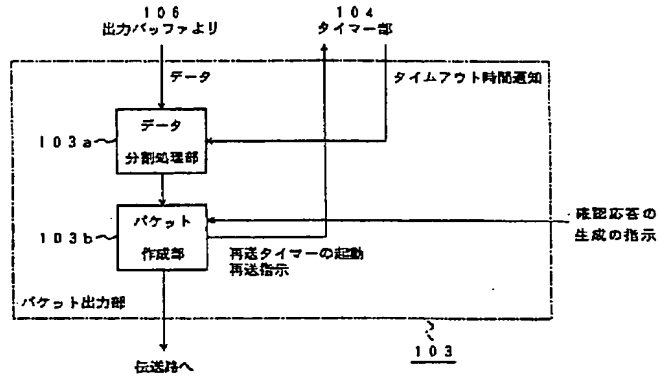 106
出力バッファより
104
タイマー部
データ
タイムアウト時間通知
103a
データ
分割処理部
103b
パケット
作成部
確認応答の
生成の指示
再送タイマーの起動
再送指示
パケット出力部
103
伝送路へ